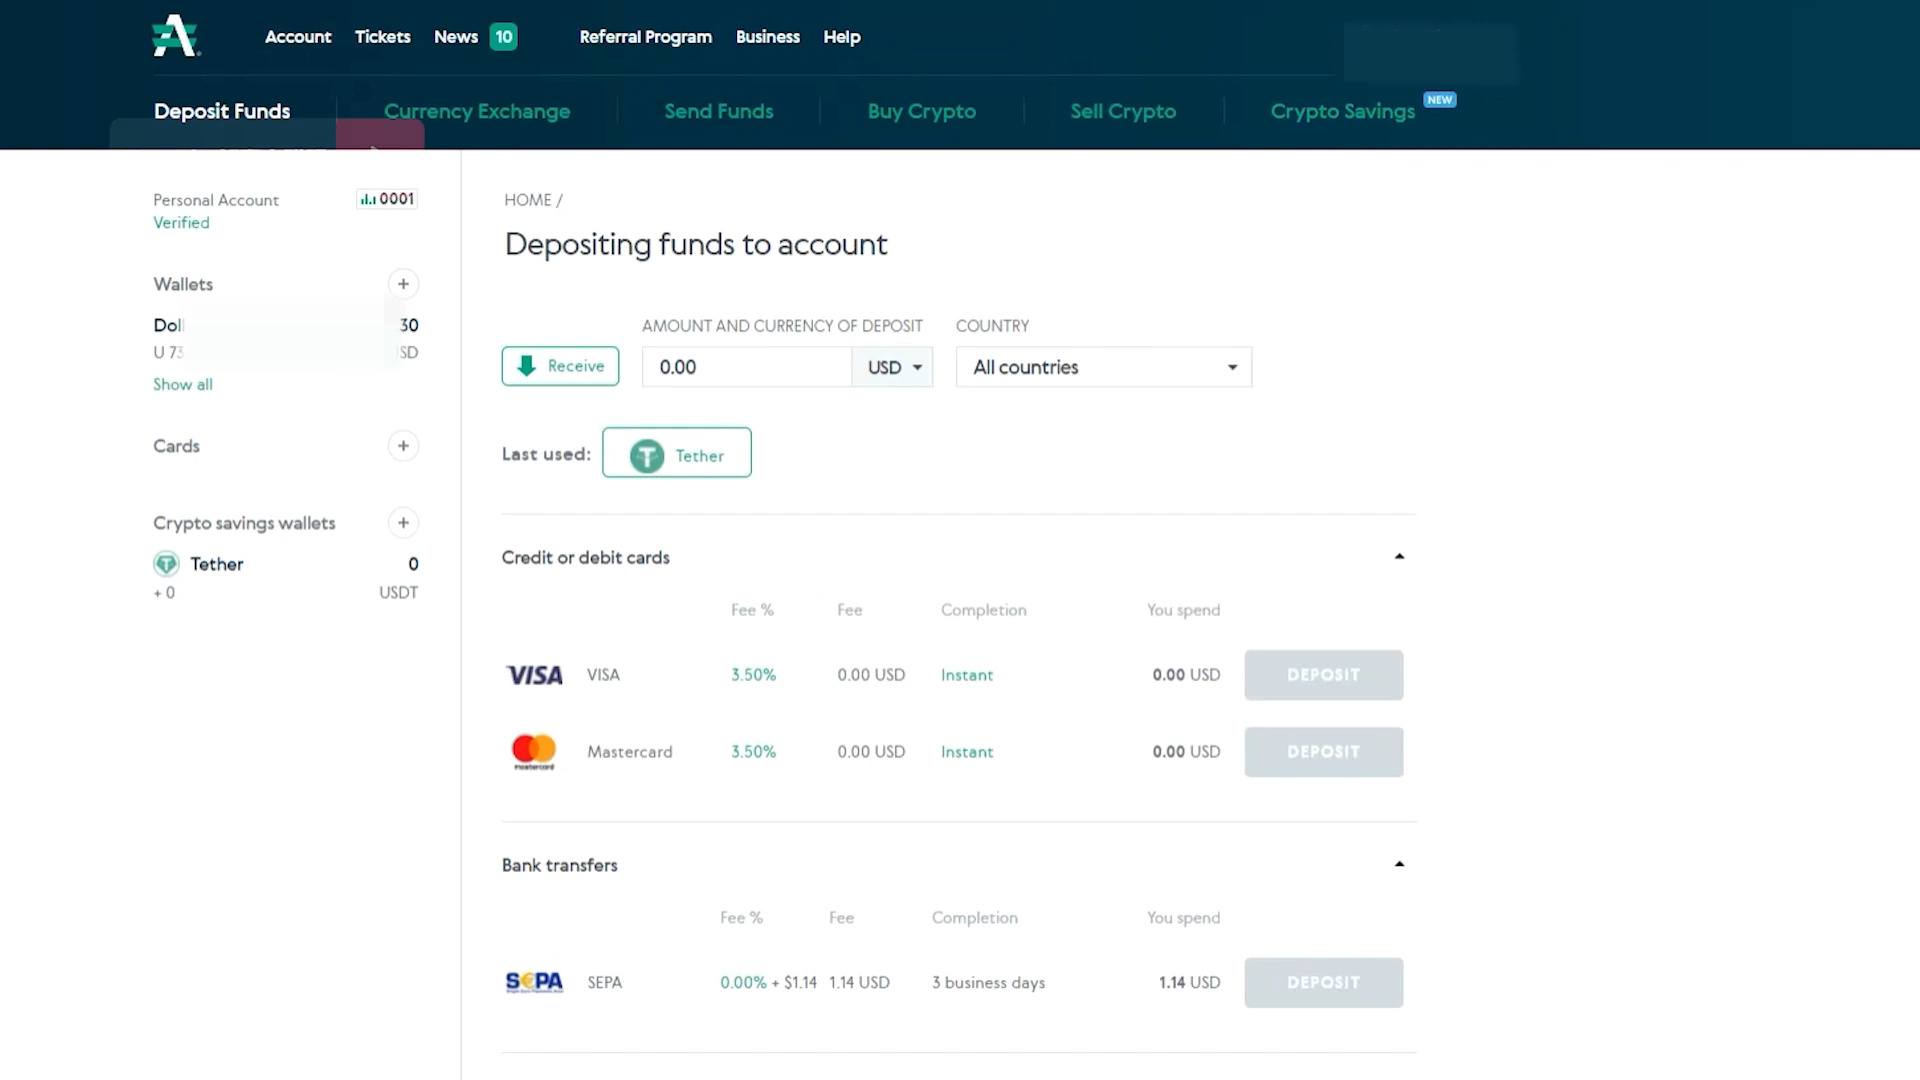 Account Tickets News 10 Referral Program Business Help
Deposit Funds Currency Exchange Send Funds Buy Crypto Sell Crypto Crypto Savings NEW
Personal Account 0001
Verified
Wallets +
30
U 73
Show all
Cards +
Crypto savings wallets +
Tether 0
+ 0 USDT
HOME /
Depositing funds to account
AMOUNT AND CURRENCY OF DEPOSIT COUNTRY
Receive 0.00 USD All countries
Last used: Tether
Credit or debit cards
Fee % Fee Completion You spend
VISA VISA 3.50% 0.00 USD Instant 0.00 USD DEPOSIT
mastercard Mastercard 3.50% 0.00 USD Instant 0.00 USD DEPOSIT
Bank transfers
Fee % Fee Completion You spend
S€PA SEPA 0.00% + $1.14 1.14 USD 3 business days 1.14 USD DEPOSIT